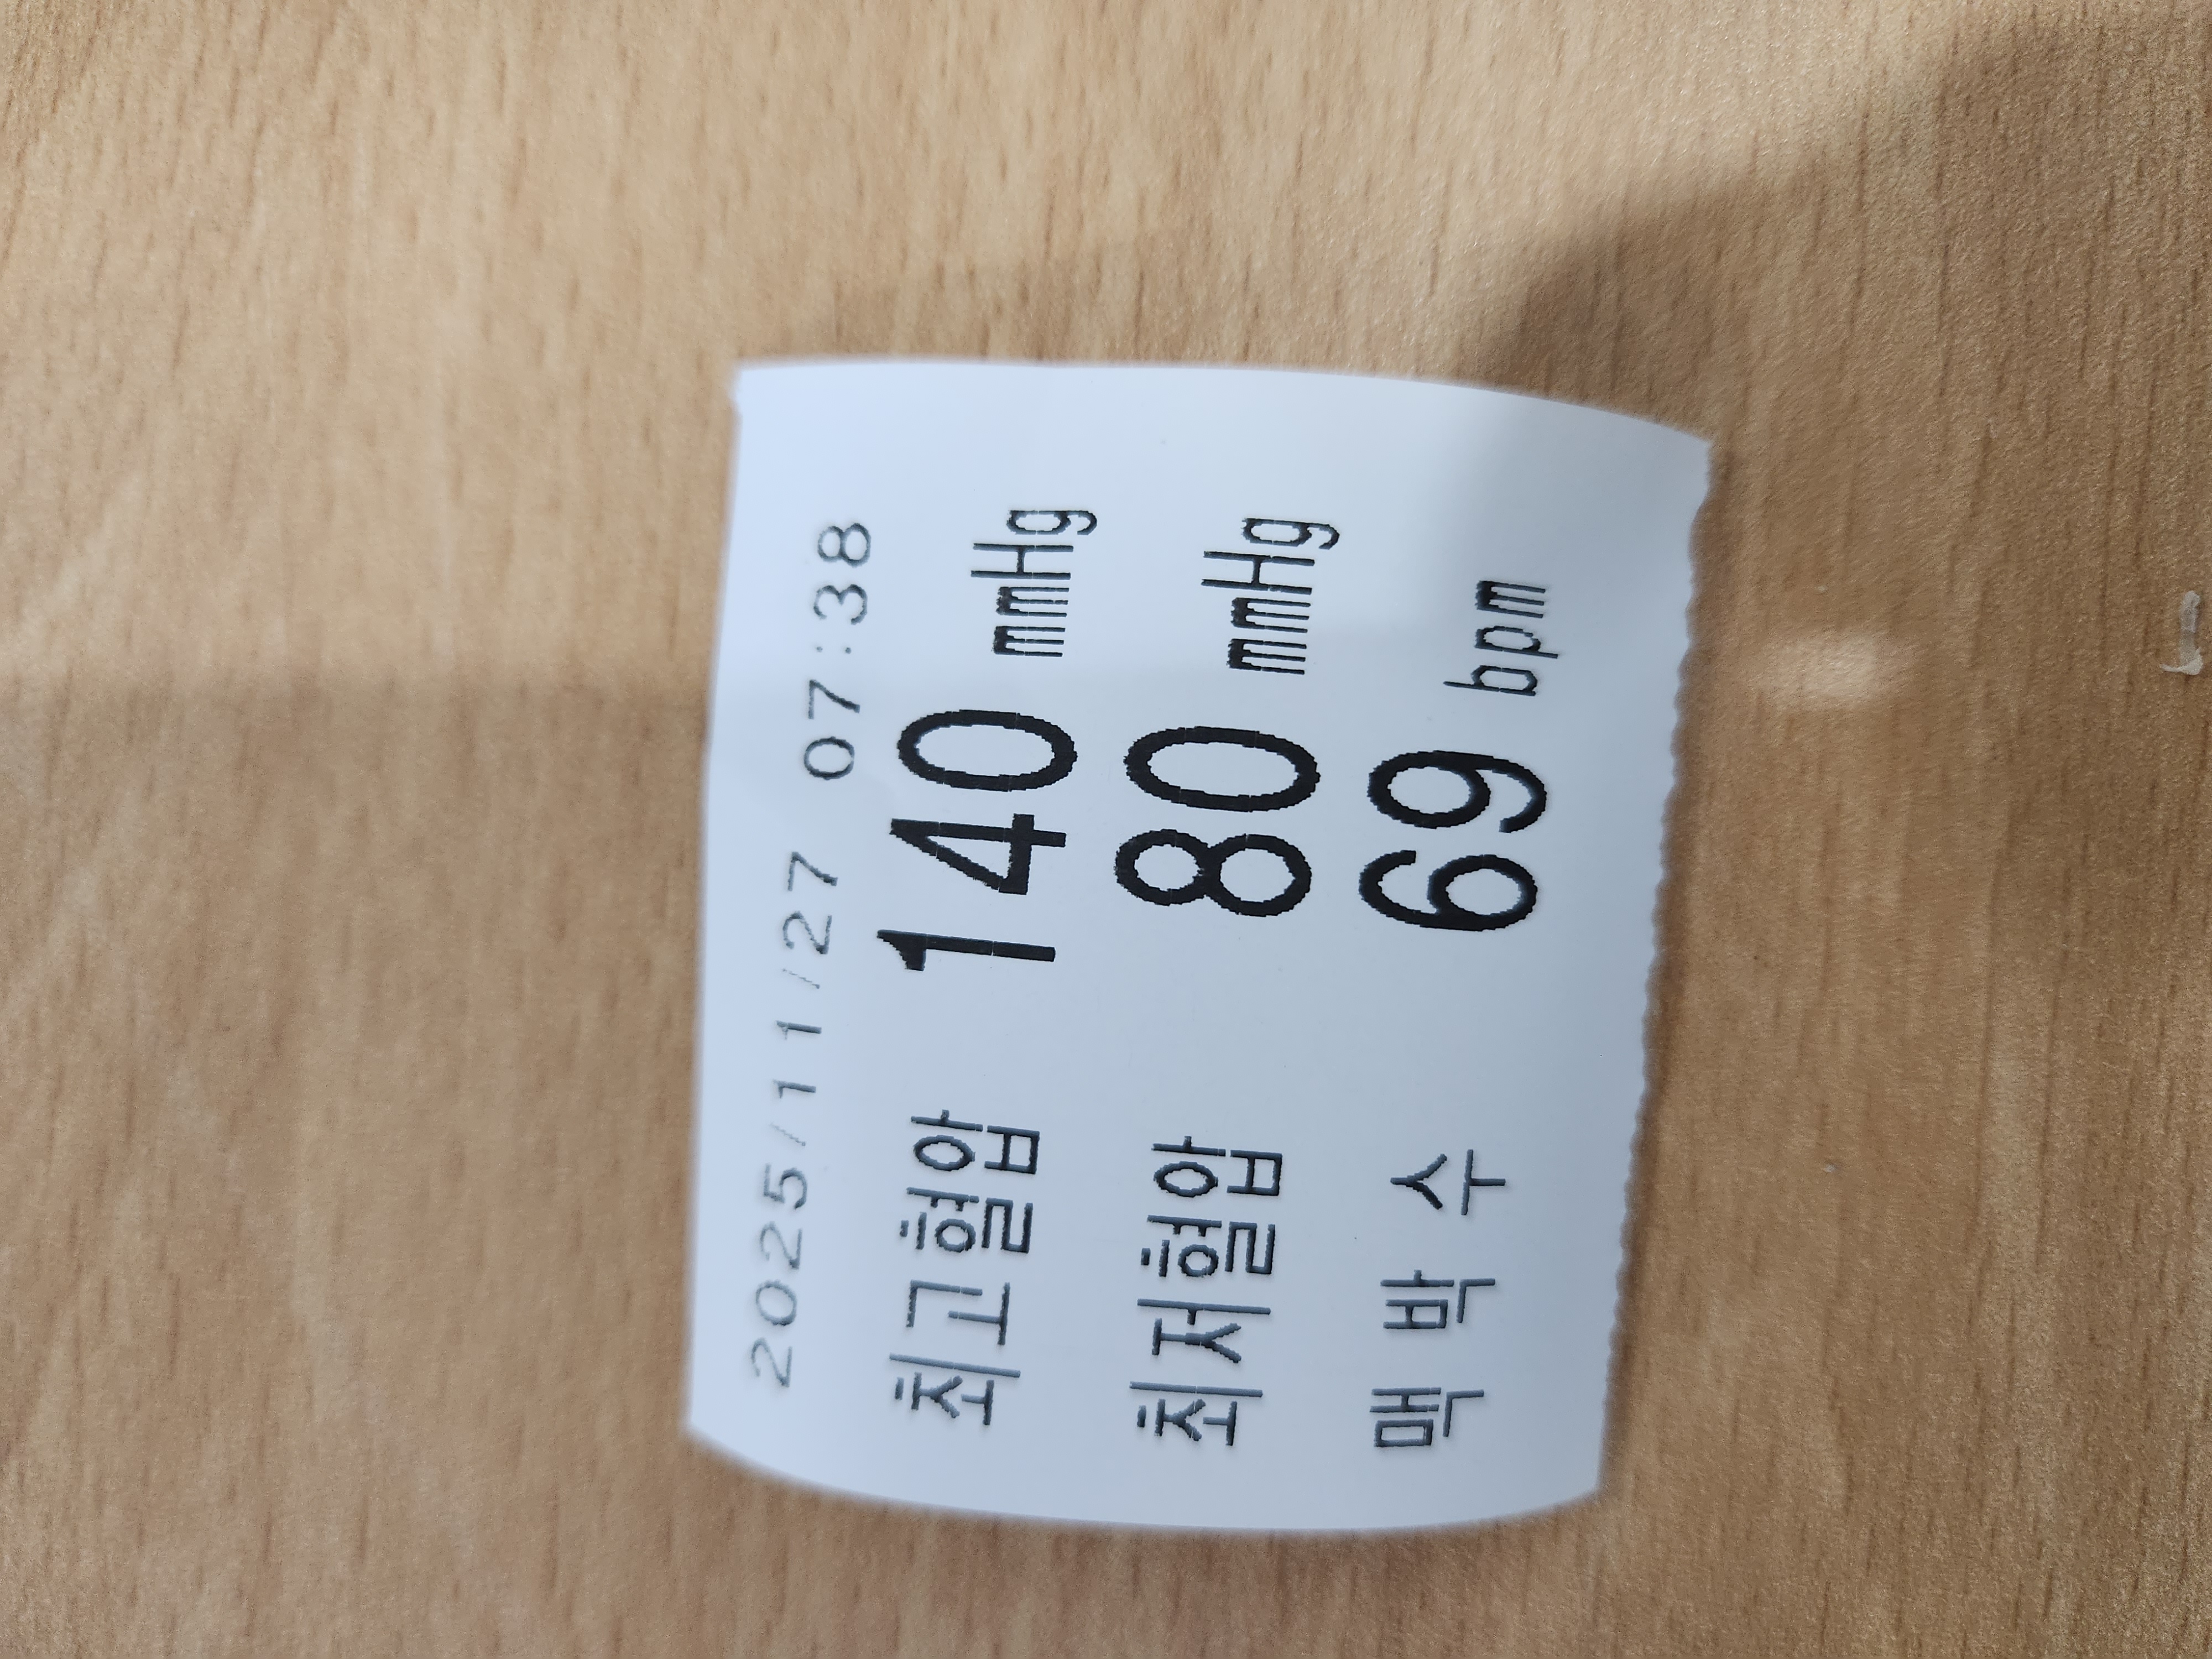 2025/11/27 07:38
최고혈압 140 mmHg
최저혈압 80 mmHg
맥 박 수 69 bpm